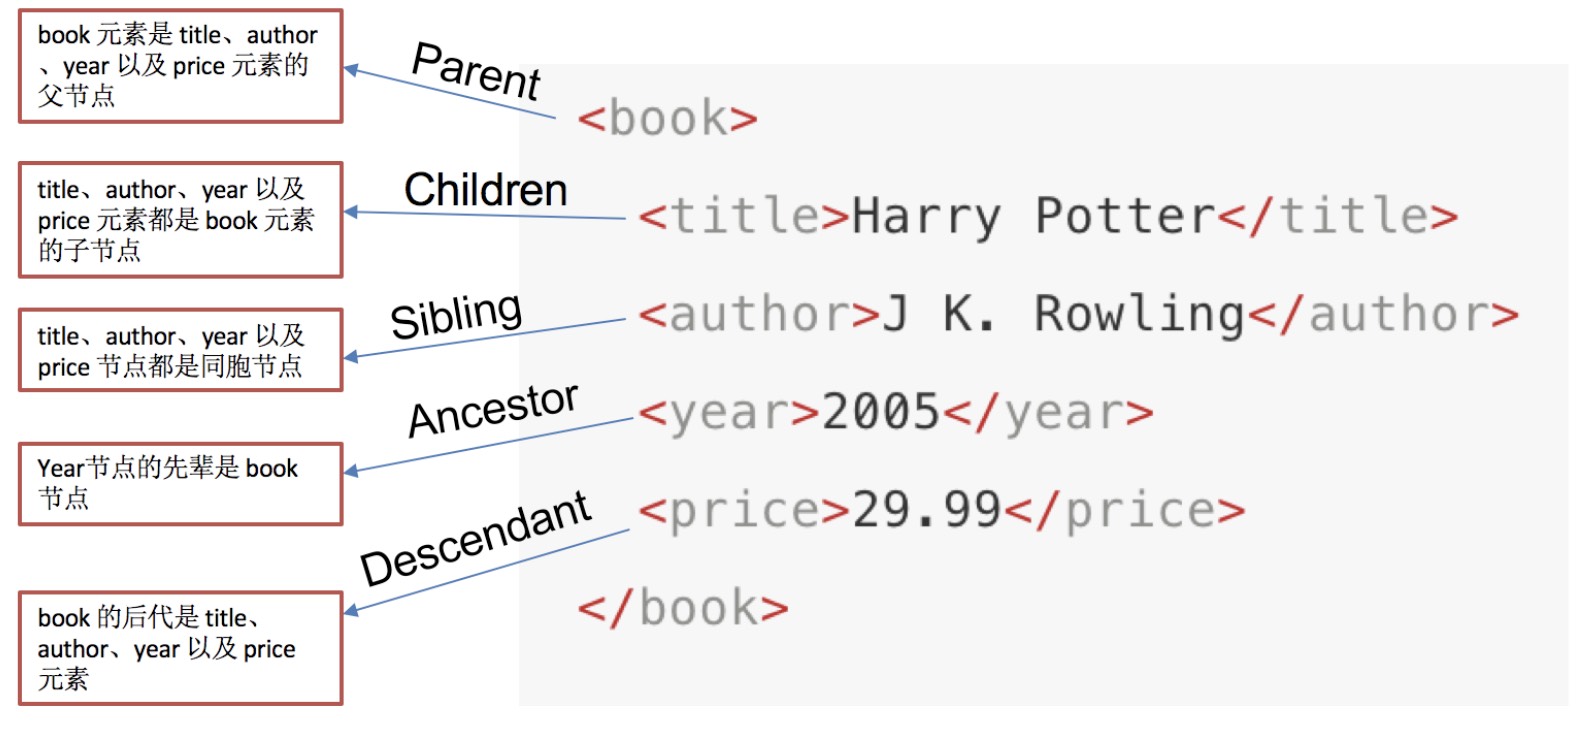 book 元素是 title、author
、year 以及 price 元素的
父节点
Parent
<book>
title、author、year 以及
price 元素都是 book 元素
的子节点
Children
<title>Harry Potter</title>
title、author、year 以及
price 节点都是同胞节点
Sibling
<author>J K. Rowling</author>
Year节点的先辈是 book
节点
Ancestor
<year>2005</year>
book 的后代是 title、
author、year 以及 price
元素
Descendant
<price>29.99</price>
</book>